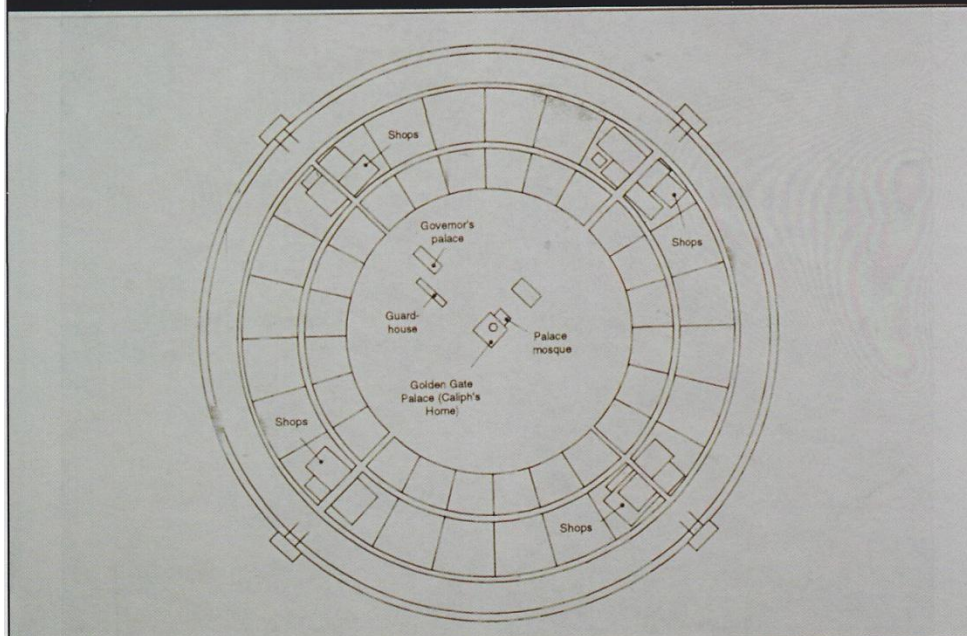 Shops
Governor's
palace
Shops
Guard-
house
Palace
mosque
Golden Gate
Palace (Caliph's
Home)
Shops
Shops